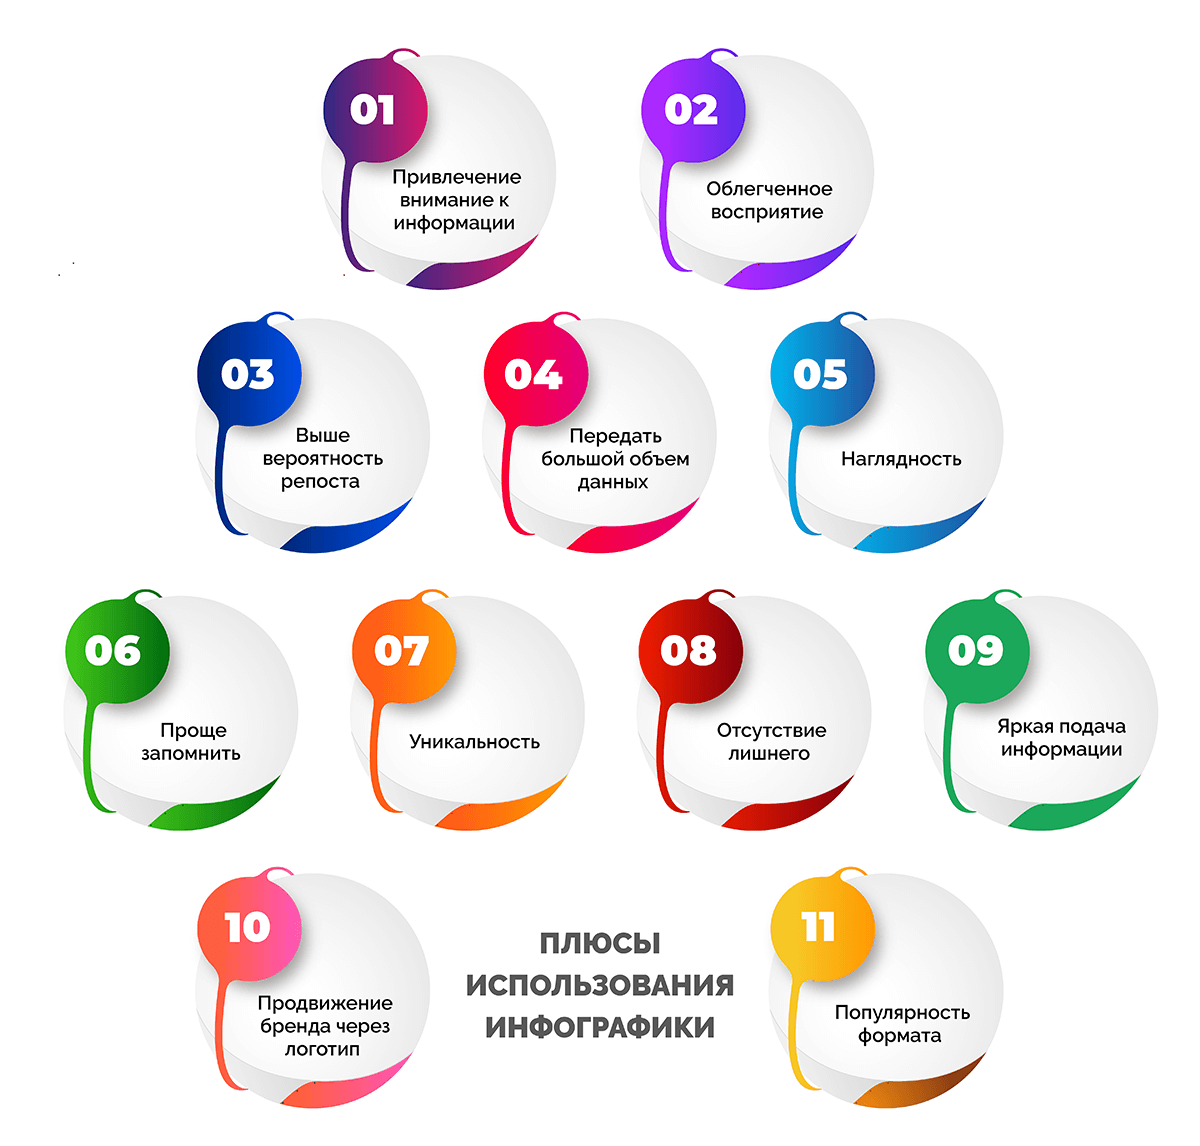 01
Привлечение
внимание к
информации
02
Облегченное
восприятие
03
Выше
вероятность
репоста
04
Передать
большой объем
данных
05
Наглядность
06
Проще
запомнить
07
Уникальность
08
Отсутствие
лишнего
09
Яркая подача
информации
10
Продвижение
бренда через
логотип
ПЛЮСЫ
ИСПОЛЬЗОВАНИЯ
ИНФОГРАФИКИ
11
Популярность
формата